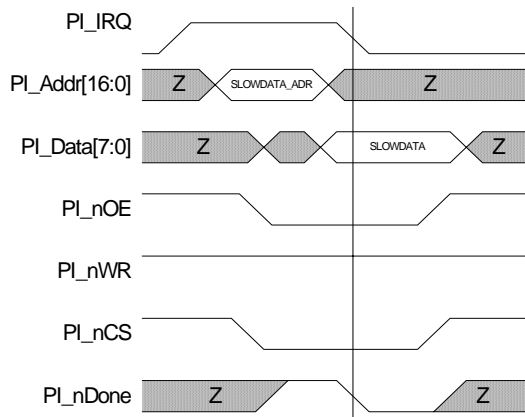 PI_IRQ
PI_Addr[16:0] Z SLOWDATA_ADR Z
PI_Data[7:0] Z SLOWDATA Z
PI_nOE
PI_nWR
PI_nCS
PI_nDone Z Z